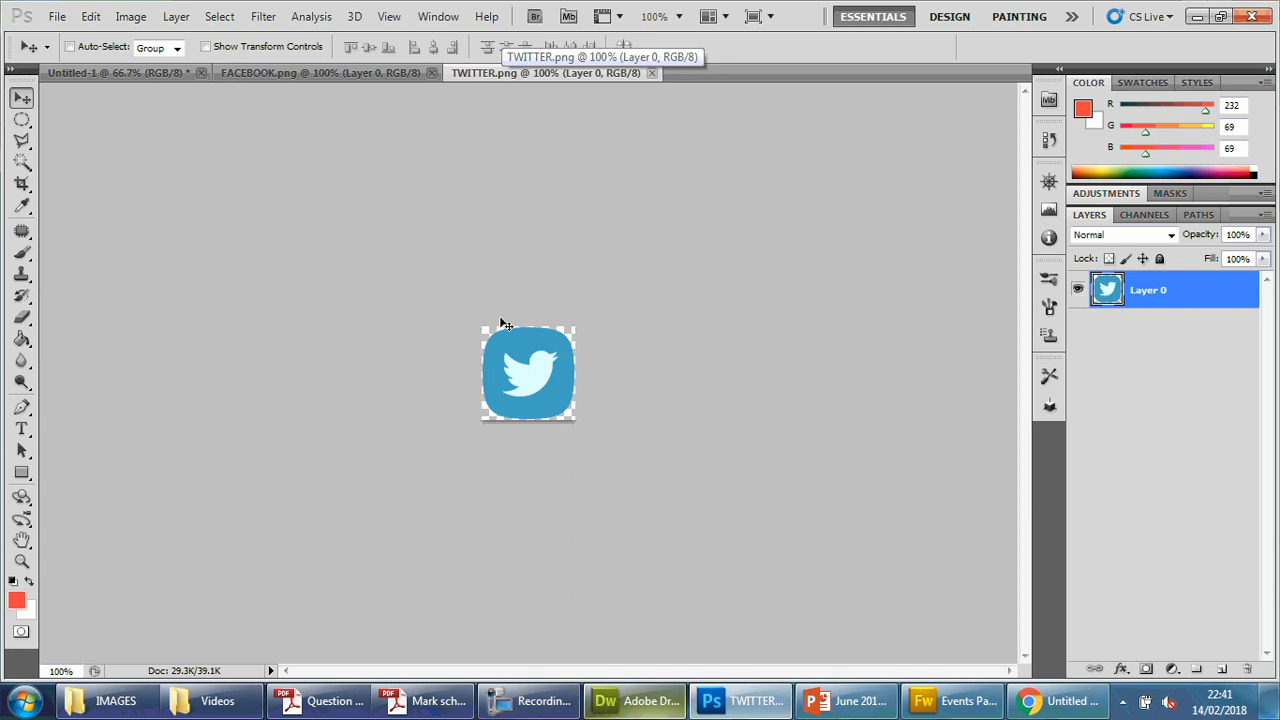 Ps File Edit Image Layer Select Filter Analysis 3D View Window Help Br Mb 100% ESSENTIALS DESIGN PAINTING CS Live
Auto-Select: Group Show Transform Controls
TWITTER.png @ 100% (Layer 0, RGB/8)
Untitled-1 @ 66.7% (RGB/8) * FACEBOOK.png @ 100% (Layer 0, RGB/8) TWITTER.png @ 100% (Layer 0, RGB/8)
COLOR SWATCHES STYLES
Mb
R 232
G 69
B 69
ADJUSTMENTS MASKS
LAYERS CHANNELS PATHS
Normal Opacity: 100%
Lock: Fill: 100%
Layer 0
T
100% Doc: 29.3K/39.1K
fx.
IMAGES Videos Question ... Mark sch... Recordin... Dw Adobe Dr... Ps TWITTER... June 201... Fw Events Pa... Untitled ...
22:41
14/02/2018